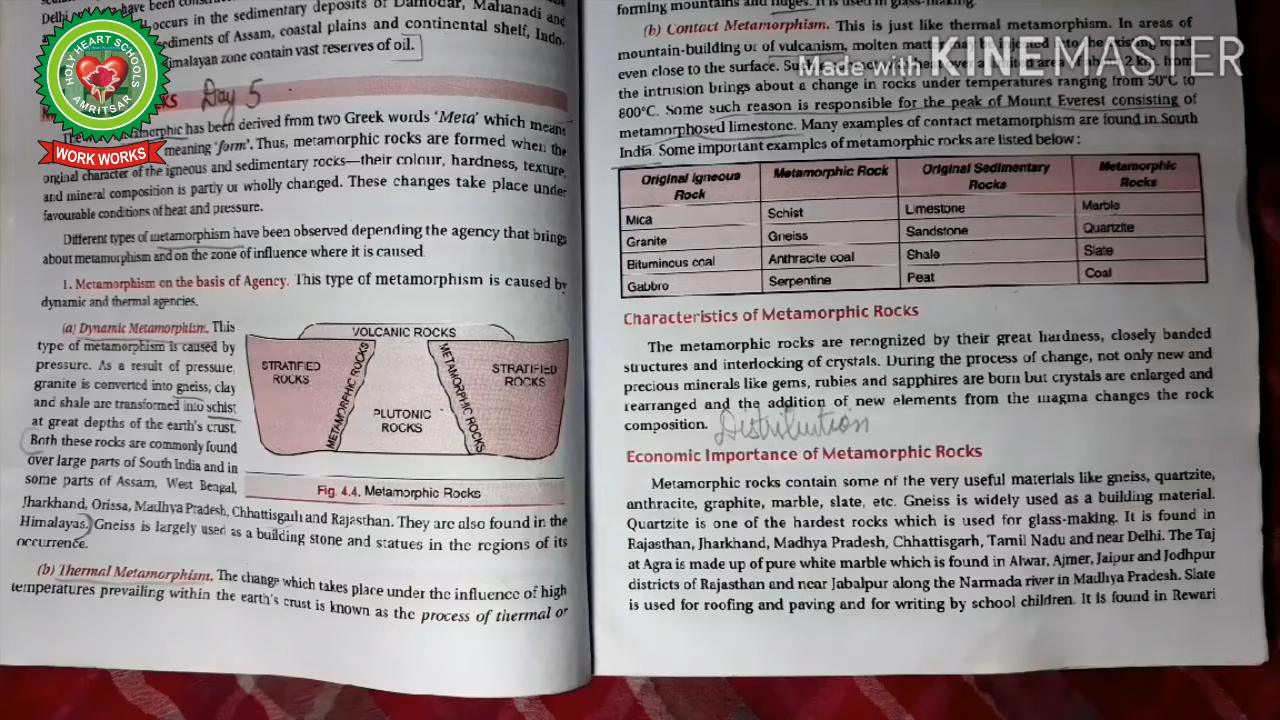 have been
Delhi
occurs in the sedimentary deposits of Damodar, Mahanadi and
ediments of Assam, coastal plains and continental shelf, Indo.
imalayan zone contain vast reserves of oil.
HOLY HEART SCHOOLS
AMRITSAR
WORK WORKS
Day 5
has been derived from two Greek words 'Meta' which means
meaning 'form'. Thus, metamorphic rocks are formed when the
orginal character of the igneous and sedimentary rocks—their colour, hardness, texture,
and mineral composition is partly or wholly changed. These changes take place under
favourable conditions of heat and pressure.
Different types of metamorphism have been observed depending the agency that brings
about metamorphism and on the zone of influence where it is caused.
1. Metamorphism on the basis of Agency. This type of metamorphism is caused by
dynamic and thermal agencies.
(a) Dynamic Metamorphism. This
type of metamorphism is caused by
pressure. As a result of pressure,
granite is converted into gneiss, clay
and shale are transformed into schist
at great depths of the earth's crust.
Both these rocks are commonly found
over large parts of South India and in
some parts of Assam, West Bengal,
Jharkhand, Orissa, Madhya Pradesh, Chhattisgarh and Rajasthan. They are also found in the
Himalayas. Gneiss is largely used as a building stone and statues in the regions of its
occurrence.
VOLCANIC ROCKS
STRATIFIED
ROCKS
METAMORPHIC ROCKS
PLUTONIC
ROCKS
METAMORPHIC ROCKS
STRATIFIED
ROCKS
Fig. 4.4. Metamorphic Rocks
(b) Thermal Metamorphism. The change which takes place under the influence of high
temperatures prevailing within the earth's crust is known as the process of thermal or
forming mountains and ridges. It is used in glass-making.
(b) Contact Metamorphism. This is just like thermal metamorphism. In areas of
mountain-building or of vulcanism, molten
even close to the surface.
Made with KINEMASTER
the intrusion brings about a change in rocks under temperatures ranging from 50°C to
800°C. Some such reason is responsible for the peak of Mount Everest consisting of
metamorphosed limestone. Many examples of contact metamorphism are found in South
India. Some important examples of metamorphic rocks are listed below:
Original Igneous Rock Metamorphic Rock Original Sedimentary Rocks Metamorphic Rocks
Mica Schist Limestone Marble
Granite Gneiss Sandstone Quartzite
Bituminous coal Anthracite coal Shale Slate
Gabbro Serpentine Peat Coal
Characteristics of Metamorphic Rocks
The metamorphic rocks are recognized by their great hardness, closely banded
structures and interlocking of crystals. During the process of change, not only new and
precious minerals like gems, rubies and sapphires are born but crystals are enlarged and
rearranged and the addition of new elements from the magma changes the rock
composition. Distribution
Economic Importance of Metamorphic Rocks
Metamorphic rocks contain some of the very useful materials like gneiss, quartzite,
anthracite, graphite, marble, slate, etc. Gneiss is widely used as a building material.
Quartzite is one of the hardest rocks which is used for glass-making. It is found in
Rajasthan, Jharkhand, Madhya Pradesh, Chhattisgarh, Tamil Nadu and near Delhi. The Taj
at Agra is made up of pure white marble which is found in Alwar, Ajmer, Jaipur and Jodhpur
districts of Rajasthan and near Jabalpur along the Narmada river in Madhya Pradesh. Slate
is used for roofing and paving and for writing by school children. It is found in Rewari